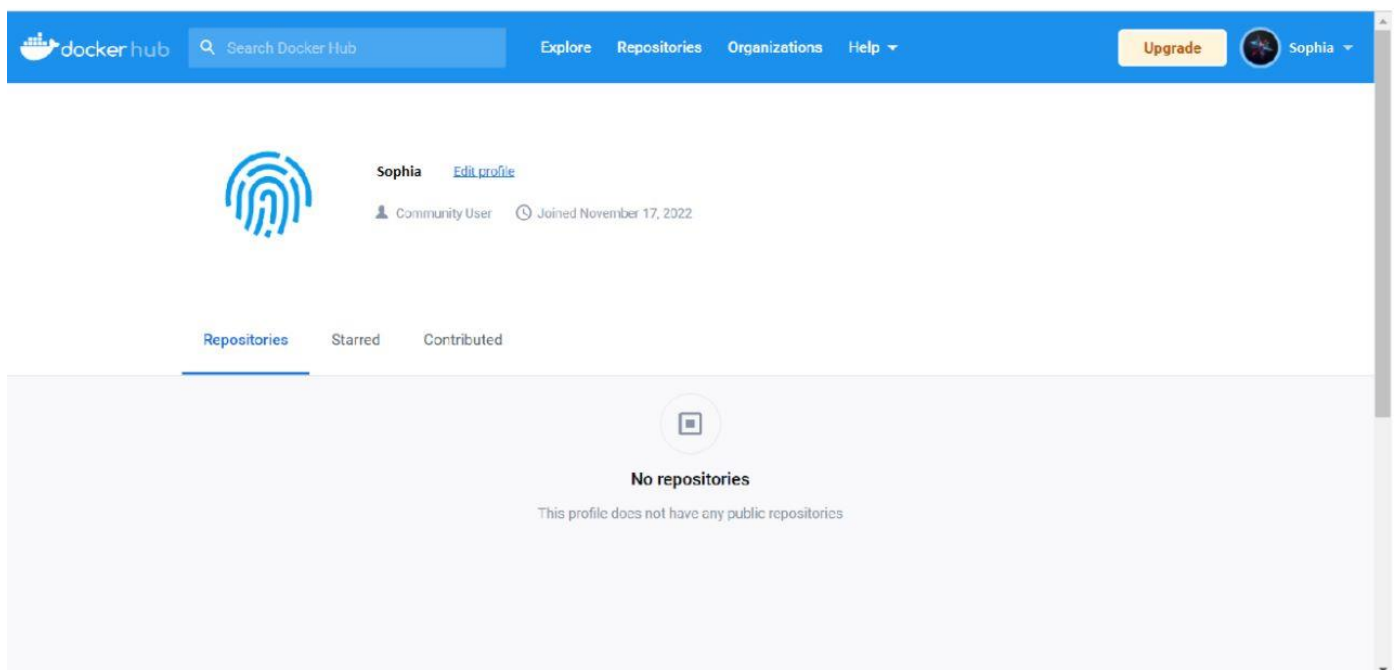 docker hub Search Docker Hub Explore Repositories Organizations Help Upgrade Sophia
Sophia Edit profile
Community User Joined November 17, 2022
Repositories Starred Contributed
No repositories
This profile does not have any public repositories